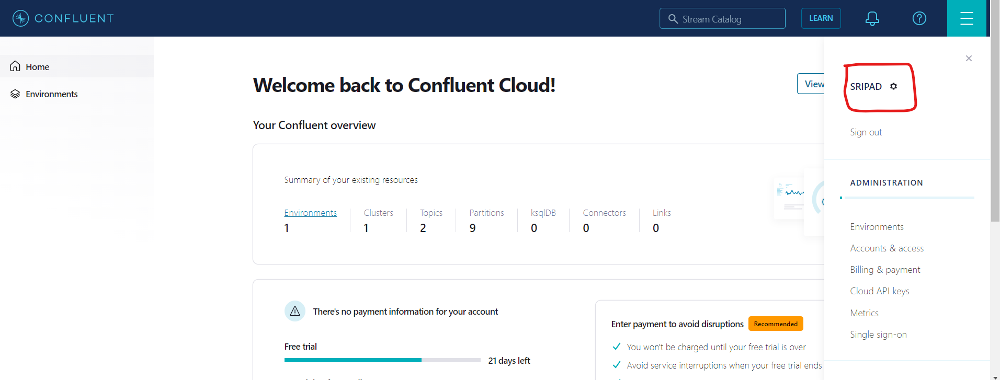 CONFLUENT
Stream Catalog
LEARN
Home
Environments
Welcome back to Confluent Cloud!
View
Your Confluent overview
Summary of your existing resources
Environments
1
Clusters
1
Topics
2
Partitions
9
ksqlDB
0
Connectors
0
Links
0
There's no payment information for your account
Free trial
21 days left
Enter payment to avoid disruptions
Recommended
You won't be charged until your free trial is over
Avoid service interruptions when your free trial ends
SRIPAD
Sign out
ADMINISTRATION
Environments
Accounts & access
Billing & payment
Cloud API keys
Metrics
Single sign-on